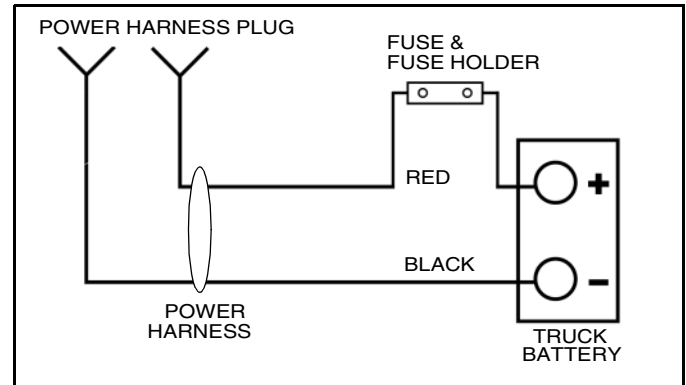 POWER HARNESS PLUG
FUSE &
FUSE HOLDER
RED
+
BLACK
-
POWER
HARNESS
TRUCK
BATTERY